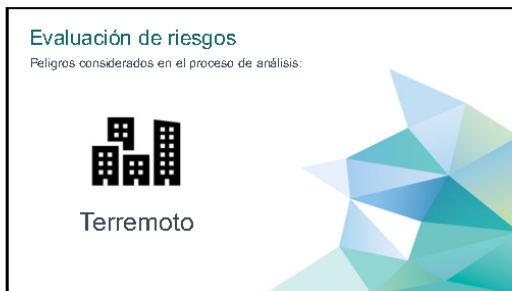 Evaluación de riesgos
Peligros considerados en el proceso de análisis:
Terremoto